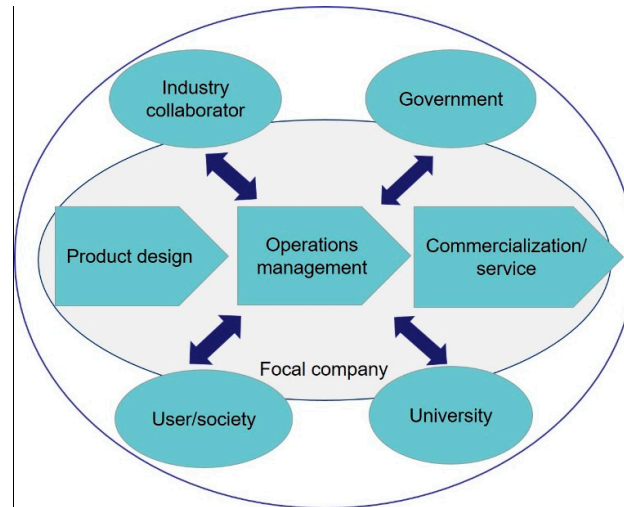 Industry
collaborator
Government
Product design
Operations
management
Commercialization/
service
Focal company
User/society
University